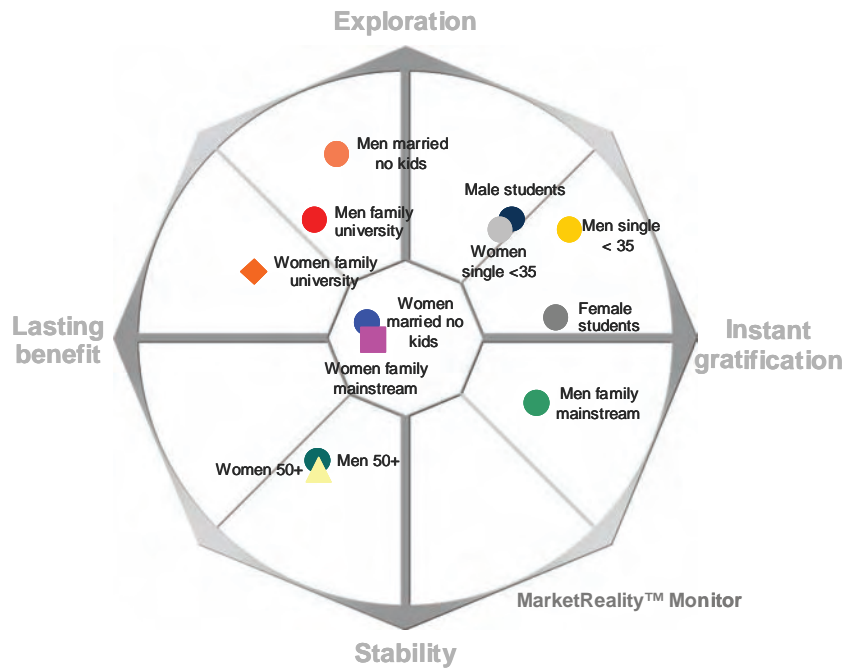 Exploration
Men married
no kids
Male students
Men family
university
Men single
< 35
Women
single <35
Women family
university
Women
married no
kids
Female
students
Lasting
benefit
Instant
gratification
Women family
mainstream
Men family
mainstream
Women 50+
Men 50+
MarketReality™ Monitor
Stability